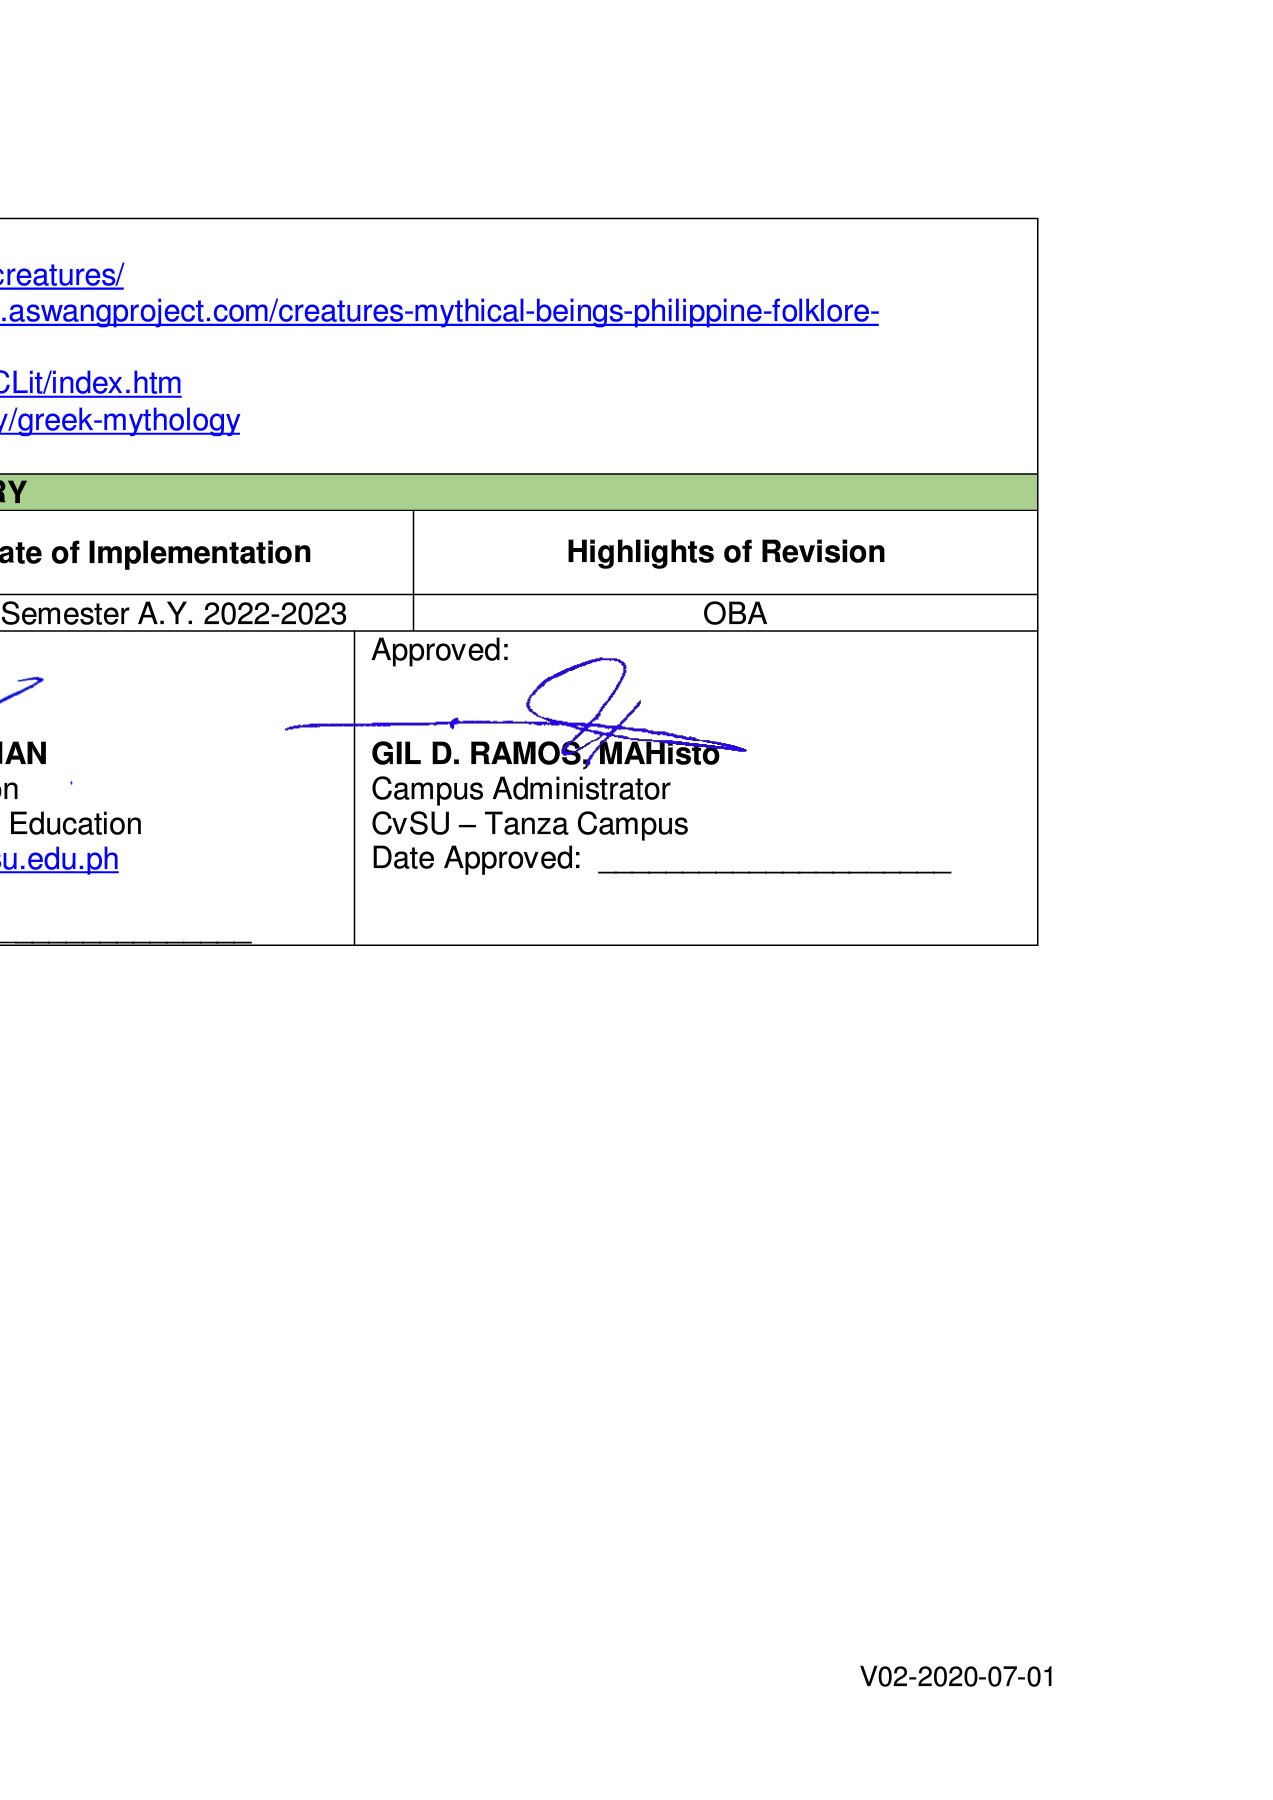 creatures/
.aswangproject.com/creatures-mythical-beings-philippine-folklore-
CLit/index.htm
y/greek-mythology
RY
ate of Implementation
Highlights of Revision
Semester A.Y. 2022-2023
OBA
Approved:
AN
GIL D. RAMOS, MAHisto
on
Campus Administrator
Education
CvSU – Tanza Campus
su.edu.ph
Date Approved: ______________________
V02-2020-07-01